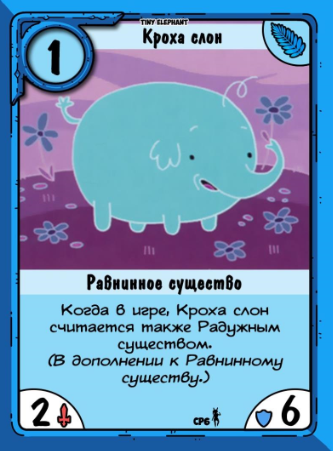 TINY ELEPHANT
1
Кроха слон
Равнинное существо
Когда в игре, Кроха слон
считается также Радужным
существом.
(В дополнении к Равнинному
существу.)
2
CP6
6